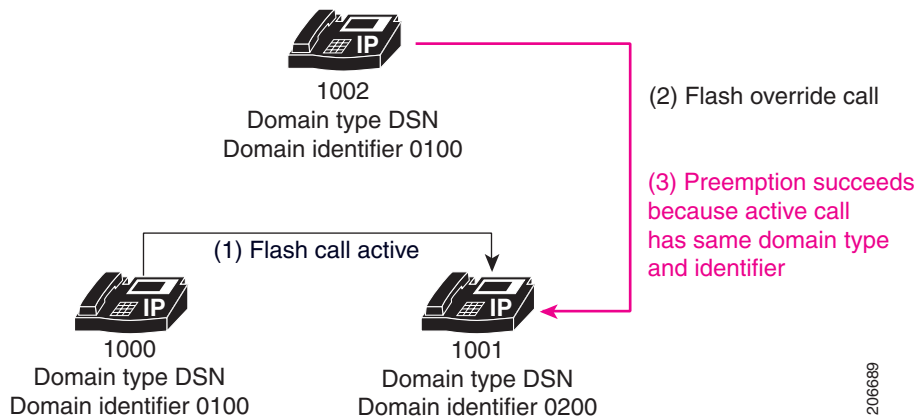 IP
1002
Domain type DSN
Domain identifier 0100
(2) Flash override call
(3) Preemption succeeds
because active call
has same domain type
and identifier
(1) Flash call active
IP
1000
Domain type DSN
Domain identifier 0100
IP
1001
Domain type DSN
Domain identifier 0200
206689